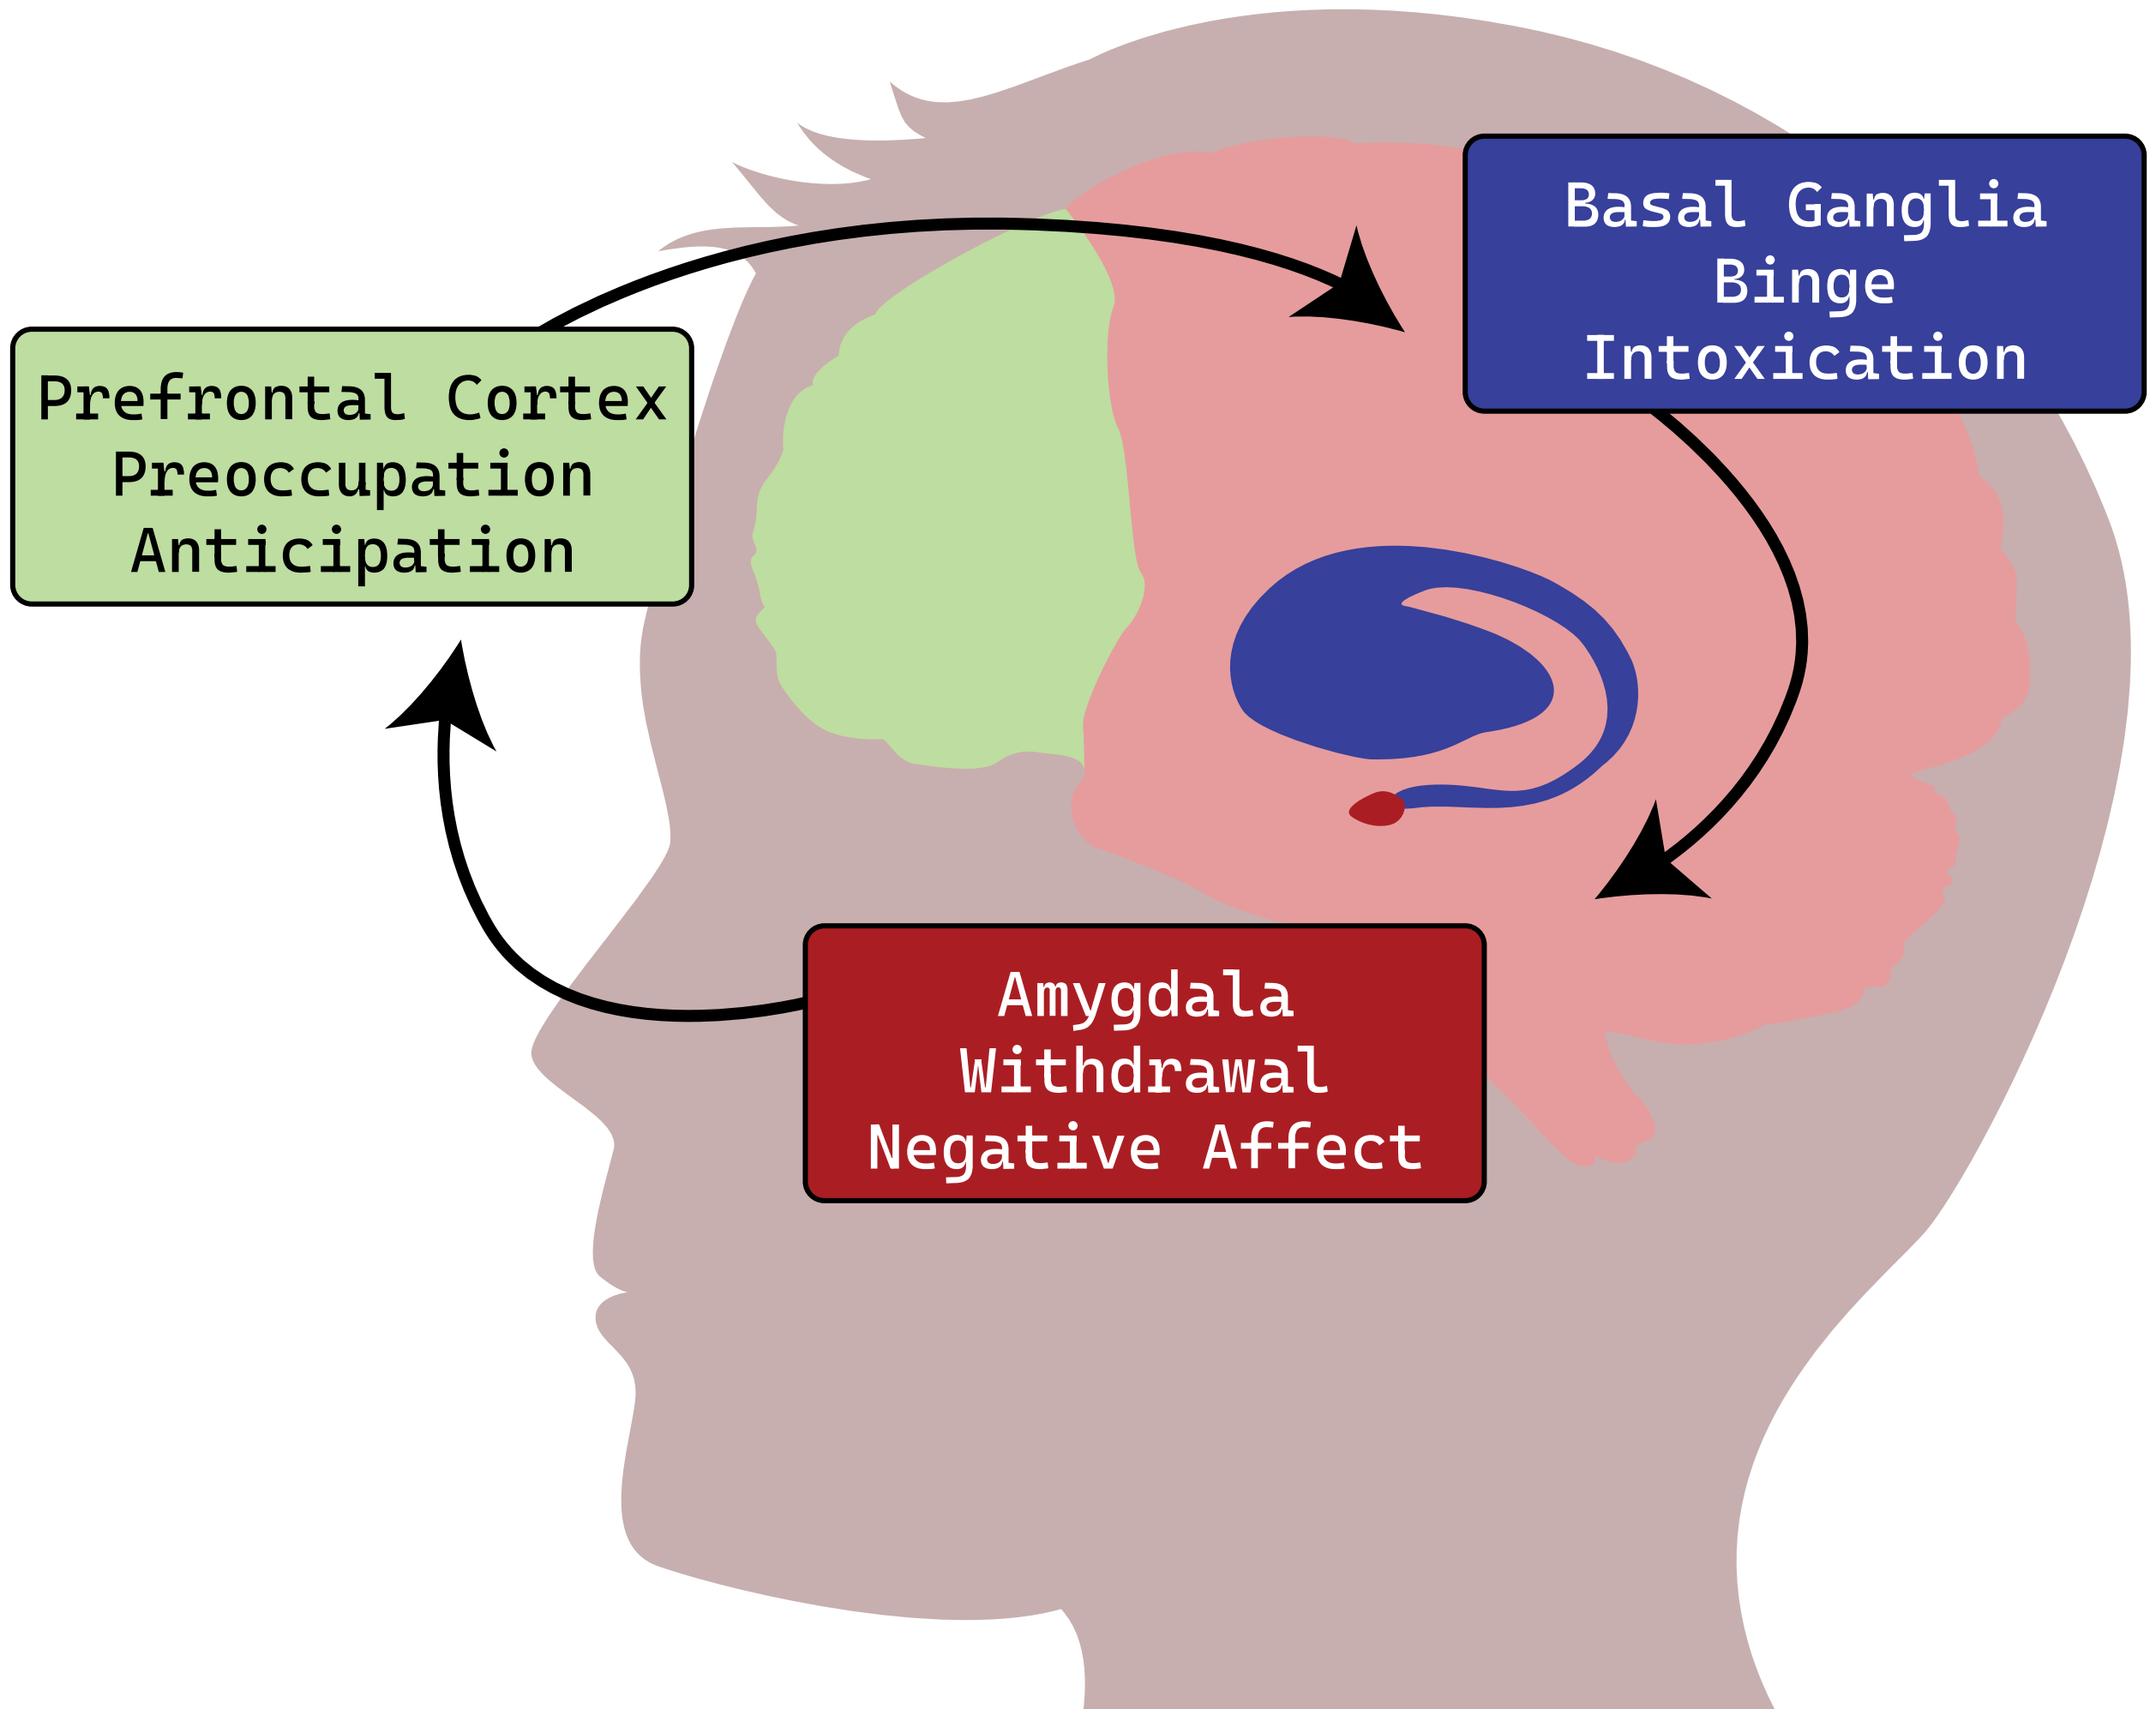 Prefrontal Cortex
Preoccupation
Anticipation
Basal Ganglia
Binge
Intoxication
Amygdala
Withdrawal
Negative Affect